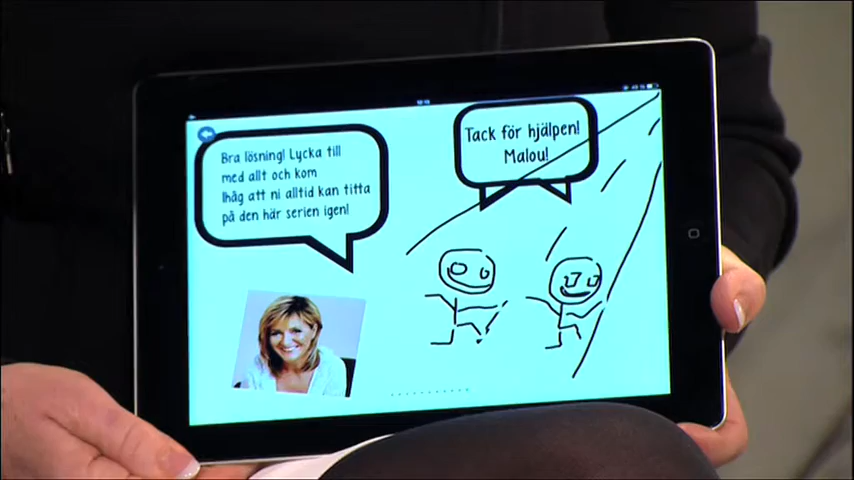 Bra lösning! Lycka till
med allt och kom
Ihåg att ni alltid kan titta
på den här serien igen!
Tack för hjälpen!
Malou!